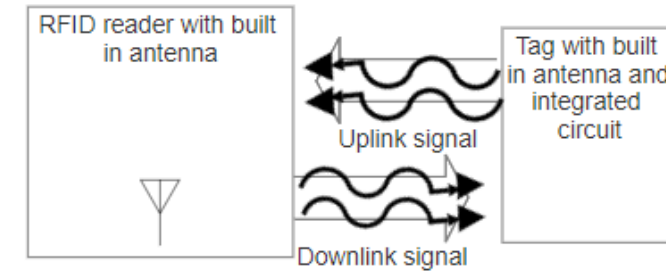 RFID reader with built
in antenna
Tag with built
in antenna and
integrated
circuit
Uplink signal
Downlink signal